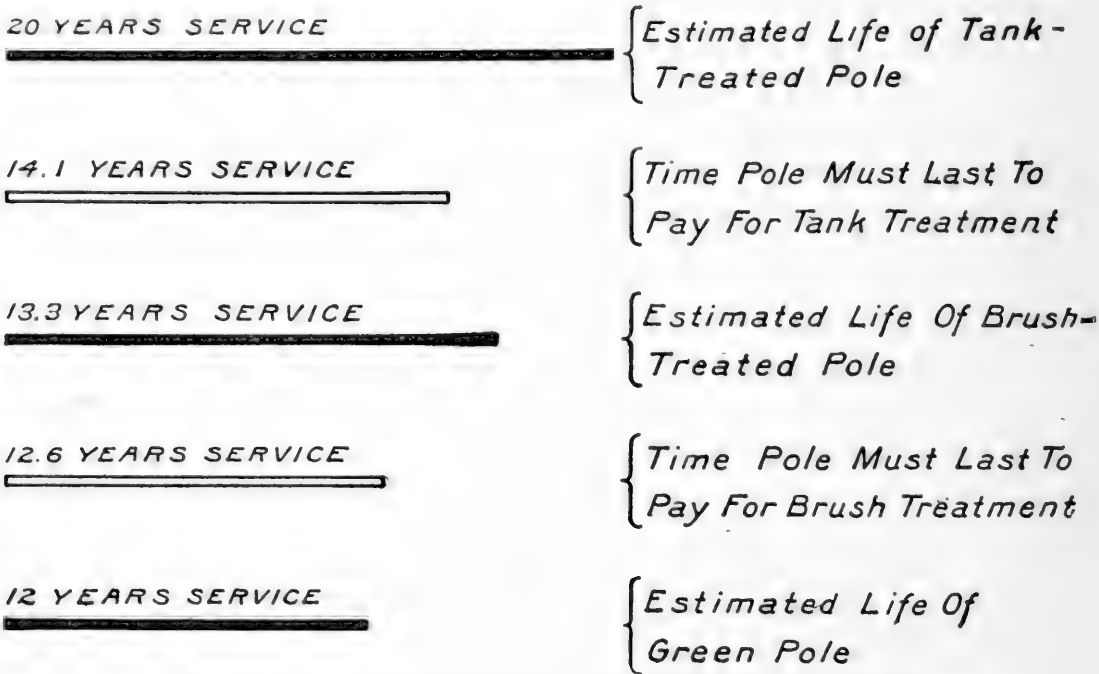 20 YEARS SERVICE
Estimated Life of Tank-
Treated Pole
14.1 YEARS SERVICE
Time Pole Must Last To
Pay For Tank Treatment
13.3 YEARS SERVICE
Estimated Life Of Brush-
Treated Pole
12.6 YEARS SERVICE
Time Pole Must Last To
Pay For Brush Treatment
12 YEARS SERVICE
Estimated Life Of
Green Pole